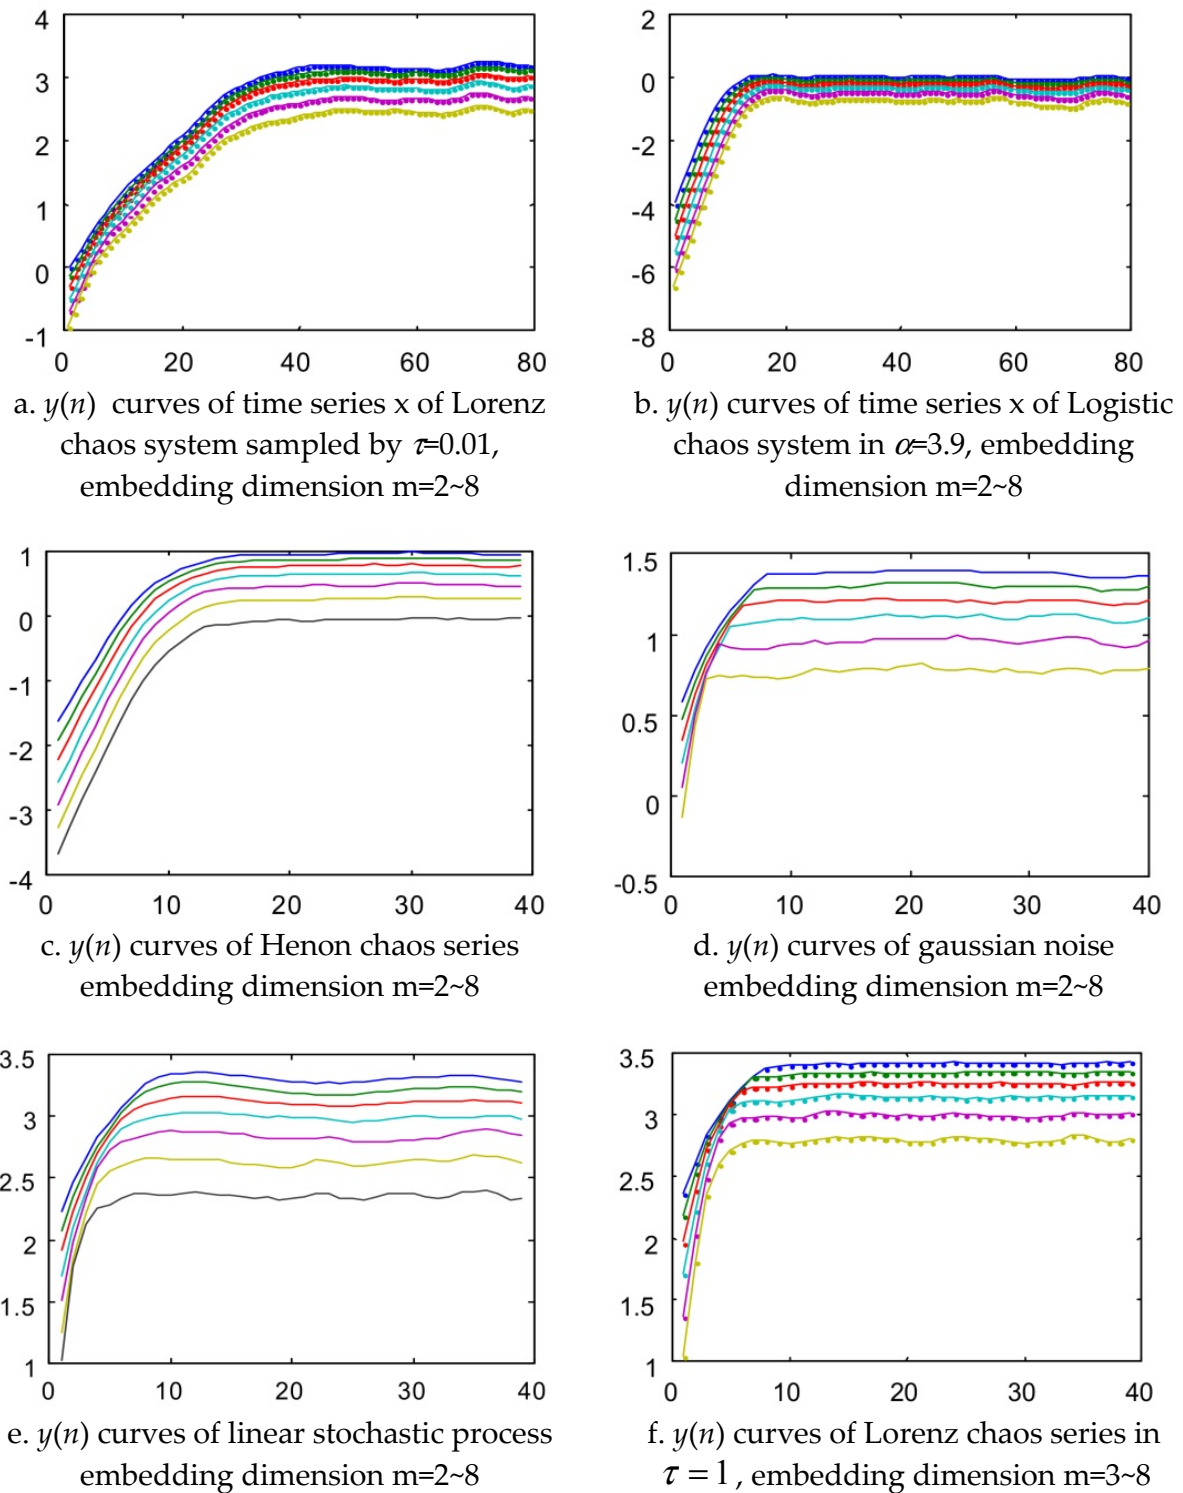 4
3
2
1
0
-1
0 20 40 60 80
a. y(n) curves of time series x of Lorenz
chaos system sampled by τ=0.01,
embedding dimension m=2~8
2
0
-2
-4
-6
-8
0 20 40 60 80
b. y(n) curves of time series x of Logistic
chaos system in α=3.9, embedding
dimension m=2~8
1
0
-1
-2
-3
-4
0 10 20 30 40
c. y(n) curves of Henon chaos series
embedding dimension m=2~8
1.5
1
0.5
0
-0.5
0 10 20 30 40
d. y(n) curves of gaussian noise
embedding dimension m=2~8
3.5
3
2.5
2
1.5
1
0 10 20 30 40
e. y(n) curves of linear stochastic process
embedding dimension m=2~8
3.5
3
2.5
2
1.5
1
0 10 20 30 40
f. y(n) curves of Lorenz chaos series in
τ = 1, embedding dimension m=3~8